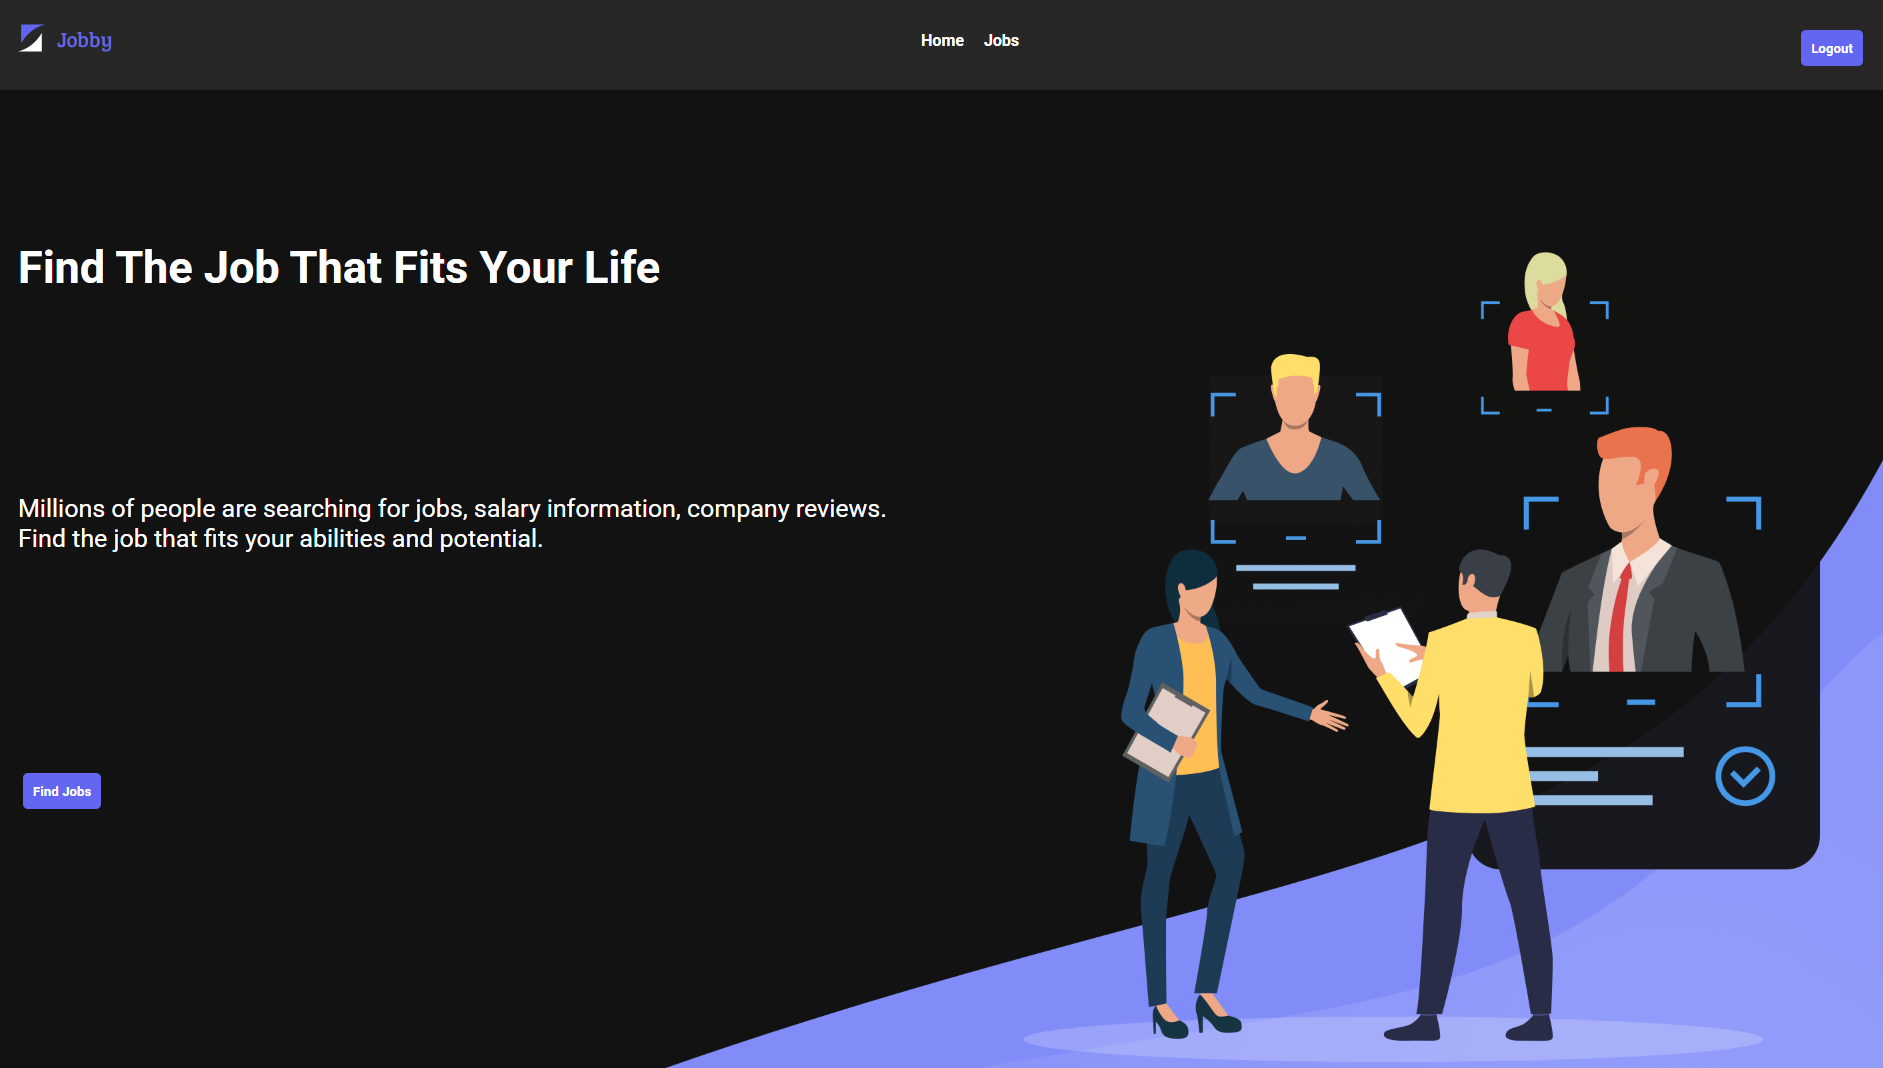 Jobby
Home Jobs
Logout
Find The Job That Fits Your Life
Millions of people are searching for jobs, salary information, company reviews.
Find the job that fits your abilities and potential.
Find Jobs